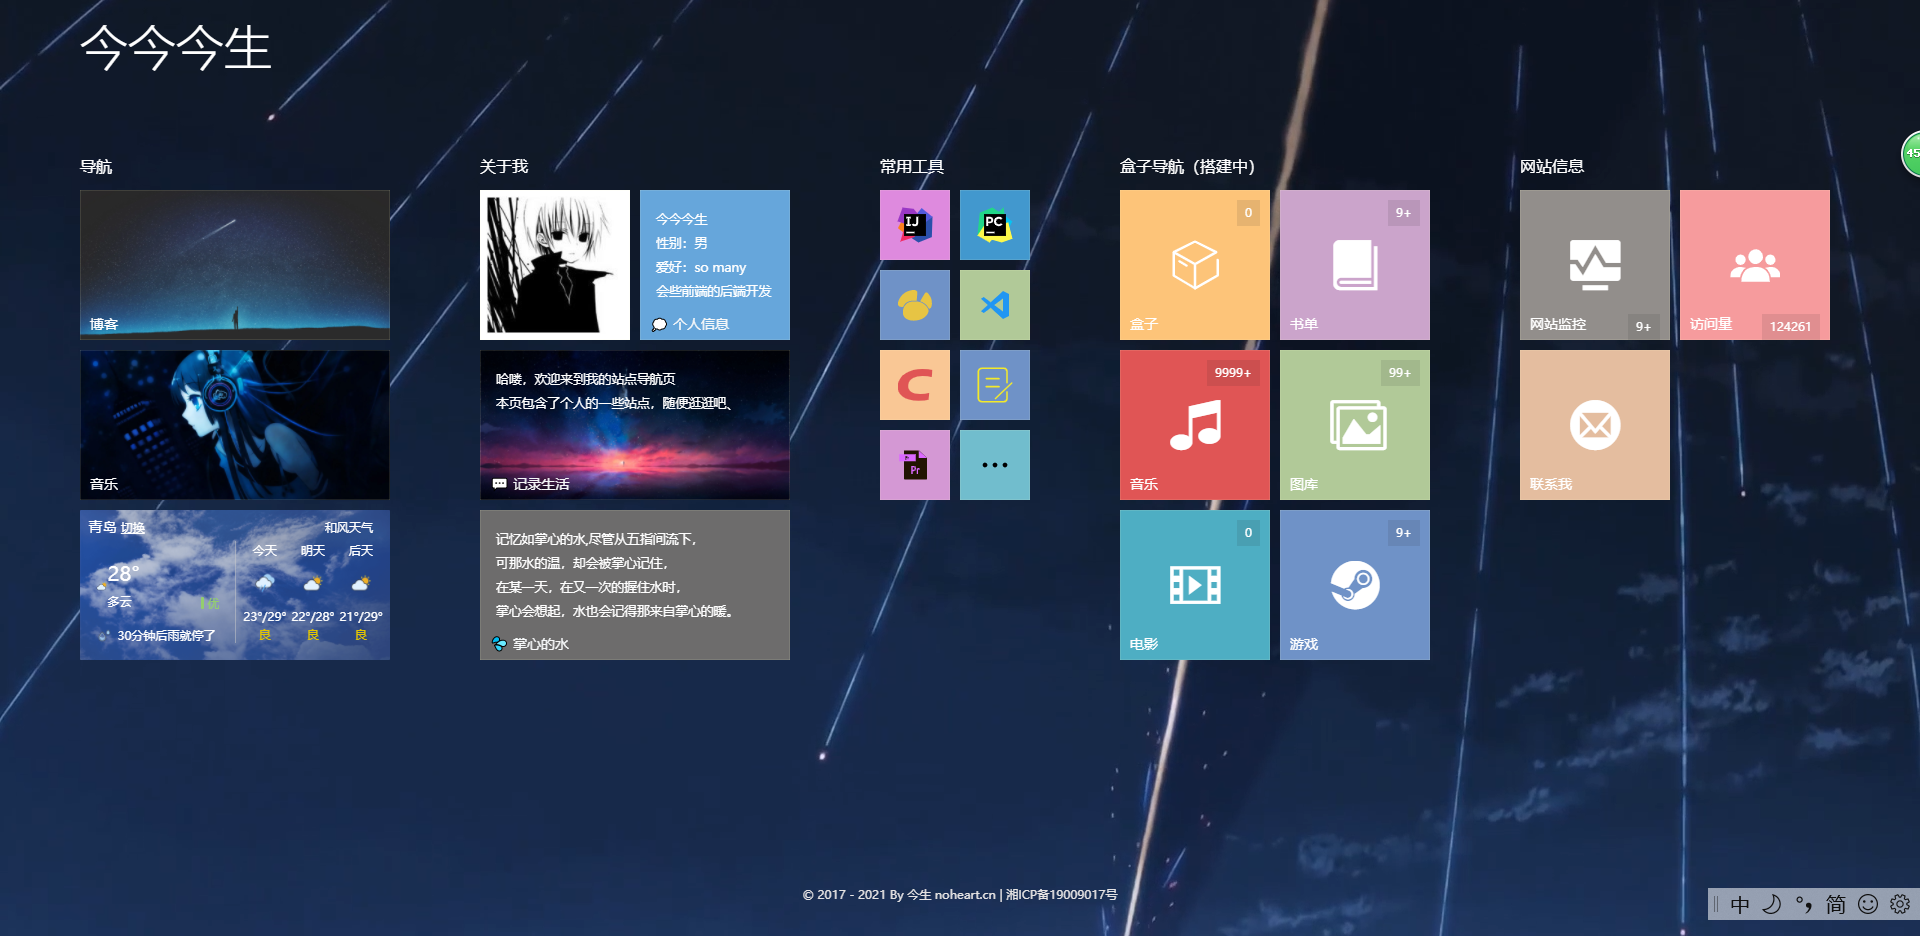 今今今生
导航
博客
音乐
青岛 切换
和风天气
28°
多云
优
30分钟后雨就停了
今天 明天 后天
23°/29° 22°/28° 21°/29°
良 良 良
关于我
今今今生
性别：男
爱好：so many
会些前端的后端开发
个人信息
哈喽，欢迎来到我的站点导航页
本页包含了个人的一些站点，随便逛逛吧、
记录生活
记忆如掌心的水,尽管从五指间流下，
可那水的温，却会被掌心记住，
在某一天，在又一次的握住水时，
掌心会想起，水也会记得那来自掌心的暖。
掌心的水
常用工具
IJ
PC
C
Pr
盒子导航（搭建中）
0
盒子
9+
书单
9999+
音乐
99+
图库
0
电影
9+
游戏
网站信息
网站监控
9+
访问量
124261
联系我
45
© 2017 - 2021 By 今生 noheart.cn | 湘ICP备19009017号
中 简